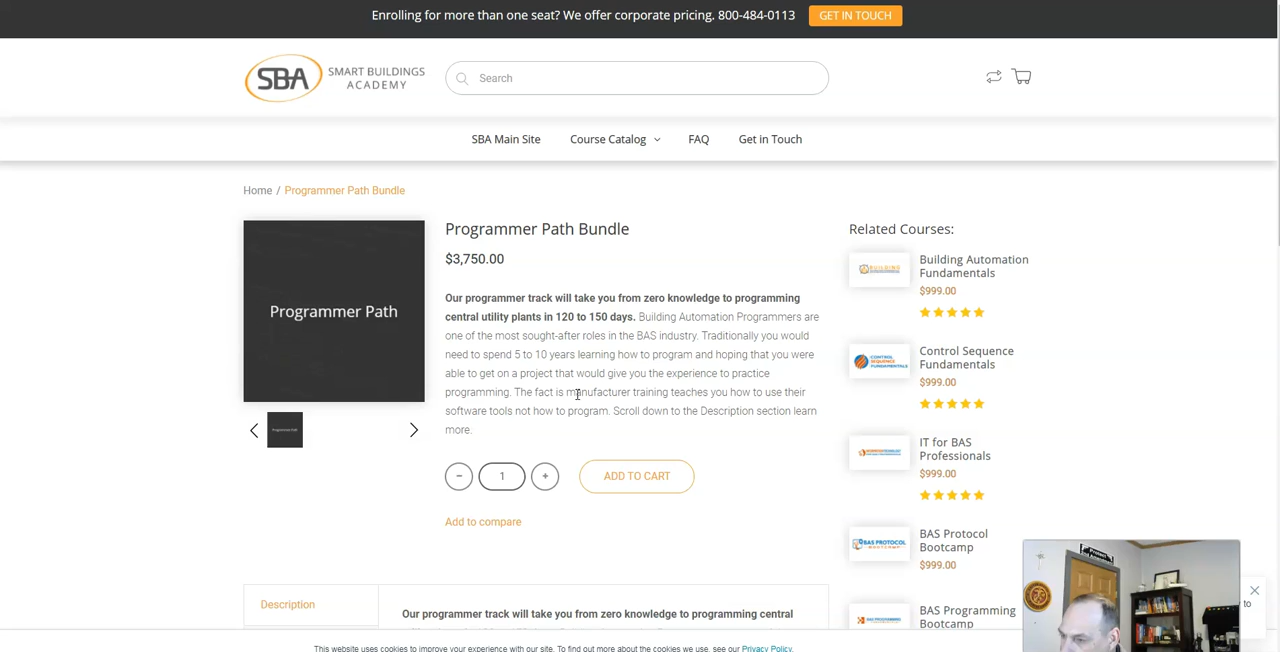 Enrolling for more than one seat? We offer corporate pricing. 800-484-0113 GET IN TOUCH
SBA SMART BUILDINGS ACADEMY
Search
SBA Main Site Course Catalog FAQ Get in Touch
Home / Programmer Path Bundle
Programmer Path
Programmer Path Bundle
$3,750.00
Our programmer track will take you from zero knowledge to programming
central utility plants in 120 to 150 days. Building Automation Programmers are
one of the most sought-after roles in the BAS industry. Traditionally you would
need to spend 5 to 10 years learning how to program and hoping that you were
able to get on a project that would give you the experience to practice
programming. The fact is manufacturer training teaches you how to use their
software tools not how to program. Scroll down to the Description section learn
more.
− 1 + ADD TO CART
Add to compare
Related Courses:
Building Automation
Fundamentals
$999.00
CONTROL SEQUENCE FUNDAMENTALS
Control Sequence
Fundamentals
$999.00
IT for BAS
Professionals
$999.00
BAS PROTOCOL BOOTCAMP
BAS Protocol
Bootcamp
$999.00
BAS Programming
Bootcamp
Description
Our programmer track will take you from zero knowledge to programming central
to
This website uses cookies to improve your experience with our site. To find out more about the cookies we use, see our Privacy Policy.